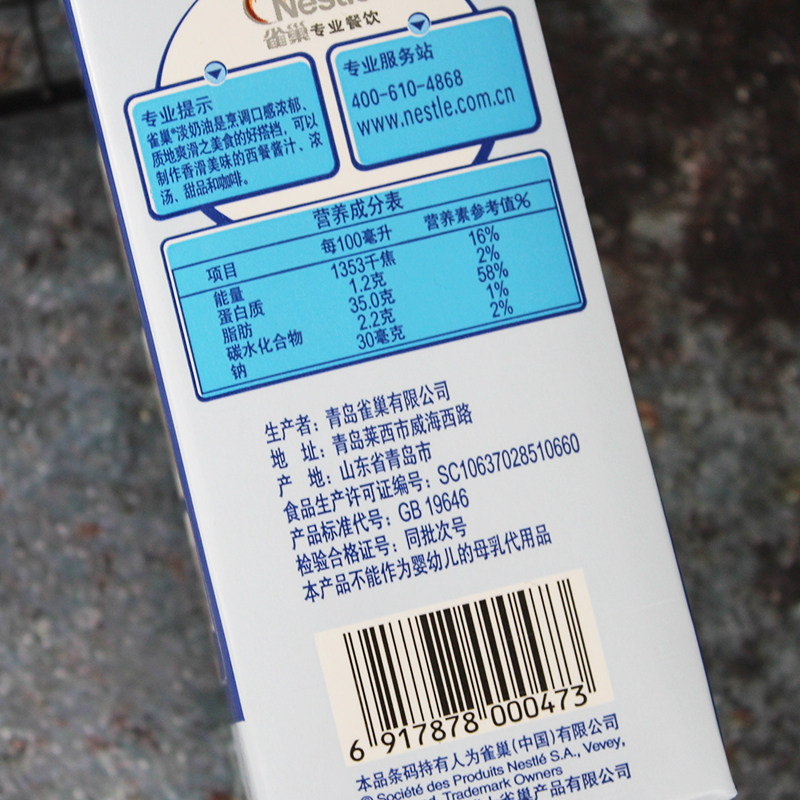 Nestlé
雀巢专业餐饮
专业提示
雀巢®淡奶油是烹调口感浓郁、
质地爽滑之美食的好搭档，可以
制作香滑美味的西餐酱汁、浓
汤、甜品和咖啡。
专业服务站
400-610-4868
www.nestle.com.cn
营养成分表
项目 每100毫升 营养素参考值%
能量 1353千焦 16%
蛋白质 1.2克 2%
脂肪 35.0克 58%
碳水化合物 2.2克 1%
钠 30毫克 2%
生产者：青岛雀巢有限公司
地 址：青岛莱西市威海西路
产 地：山东省青岛市
食品生产许可证编号：SC10637028510660
产品标准代号：GB 19646
检验合格证号：同批次号
本产品不能作为婴幼儿的母乳代用品
6 917878 000473
本品条码持有人为雀巢(中国)有限公司
© Société des Produits Nestlé S.A., Vevey,
Trademark Owners
雀巢产品有限公司